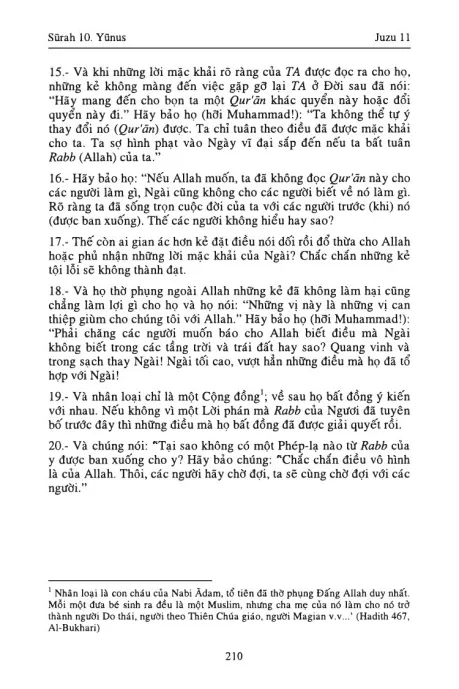 Sūrah 10. Yūnus Juzu 11
15.- Và khi những lời mặc khải rõ ràng của TA được đọc ra cho họ,
những kẻ không màng đến việc gặp gỡ lại TA ở Đời sau đã nói:
“Hãy mang đến cho bọn ta một Qur'ān khác quyển này hoặc đổi
quyển này đi.” Hãy bảo họ (hỡi Muhammad!): “Ta không thể tự ý
thay đổi nó (Qur'ān) được. Ta chỉ tuân theo điều đã được mặc khải
cho ta. Ta sợ hình phạt vào Ngày vĩ đại sắp đến nếu ta bất tuân
Rabb (Allah) của ta.”
16.- Hãy bảo họ: “Nếu Allah muốn, ta đã không đọc Qur'ān này cho
các người làm gì, Ngài cũng không cho các người biết về nó làm gì.
Rõ ràng ta đã sống trọn cuộc đời của ta với các người trước (khi) nó
(được ban xuống). Thế các người không hiểu hay sao?
17.- Thế còn ai gian ác hơn kẻ đặt điều nói dối rồi đổ thừa cho Allah
hoặc phủ nhận những lời mặc khải của Ngài? Chắc chắn những kẻ
tội lỗi sẽ không thành đạt.
18.- Và họ thờ phụng ngoài Allah những kẻ đã không làm hại cũng
chẳng làm lợi gì cho họ và họ nói: “Những vị này là những vị can
thiệp giùm cho chúng tôi với Allah.” Hãy bảo họ (hỡi Muhammad!):
“Phải chăng các người muốn báo cho Allah biết điều mà Ngài
không biết trong các tầng trời và trái đất hay sao? Quang vinh và
trong sạch thay Ngài! Ngài tối cao, vượt hẳn những điều mà họ đã tổ
hợp với Ngài!
19.- Và nhân loại chỉ là một Cộng đồng¹; về sau họ bất đồng ý kiến
với nhau. Nếu không vì một Lời phán mà Rabb của Ngươi đã tuyên
bố trước đây thì những điều mà họ bất đồng đã được giải quyết rồi.
20.- Và chúng nói: “Tại sao không có một Phép-lạ nào từ Rabb của
y được ban xuống cho y? Hãy bảo chúng: “Chắc chắn điều vô hình
là của Allah. Thôi, các người hãy chờ đợi, ta sẽ cùng chờ đợi với các
người.”
¹ Nhân loại là con cháu của Nabi Ādam, tổ tiên đã thờ phụng Đấng Allah duy nhất.
Mỗi một đứa bé sinh ra đều là một Muslim, nhưng cha mẹ của nó làm cho nó trở
thành người Do thái, người theo Thiên Chúa giáo, người Magian v.v...’ (Hadith 467,
Al-Bukhari)
210